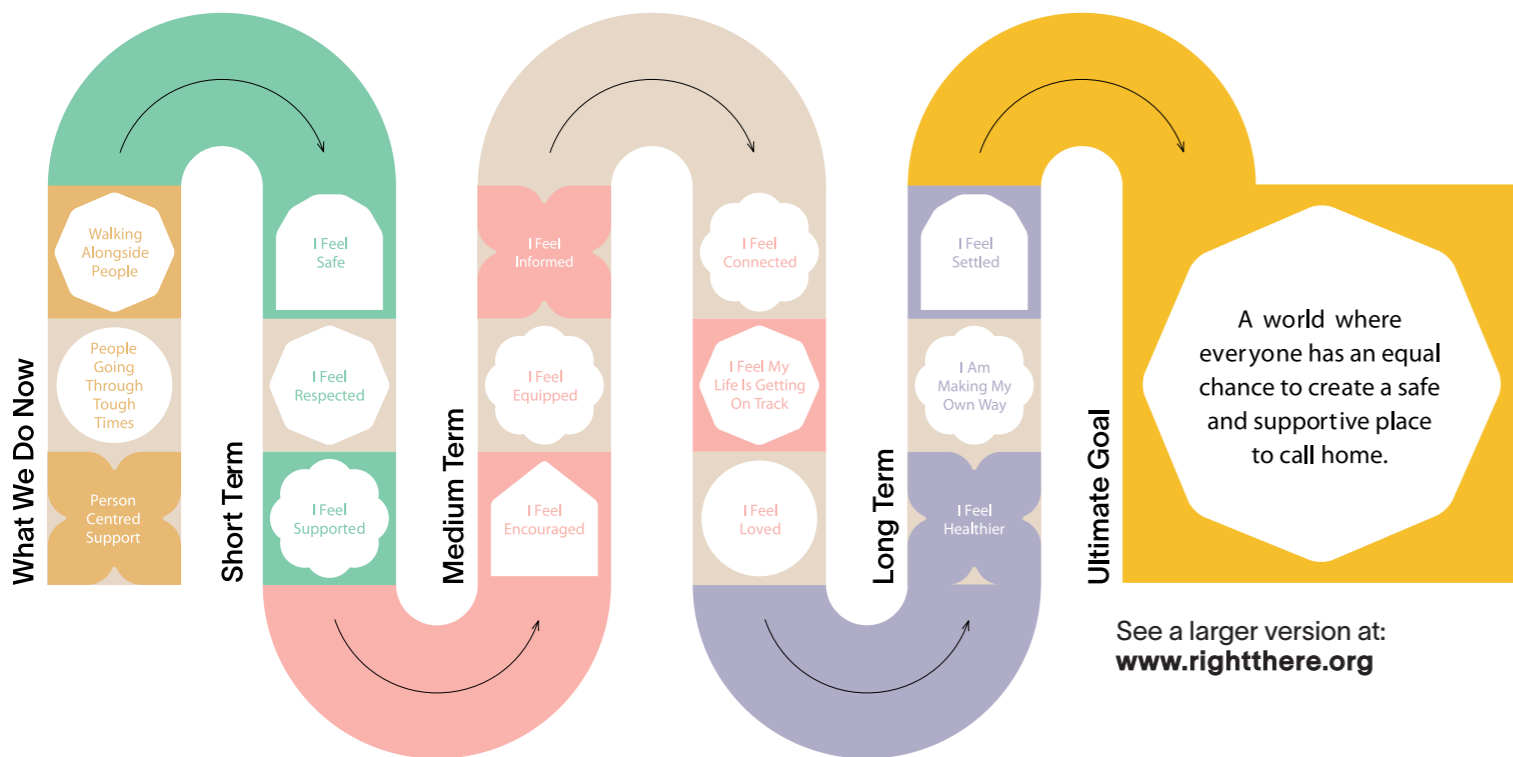 What We Do Now
Walking
Alongside
People
People
Going
Through
Tough
Times
Person
Centred
Support
Short Term
I Feel
Safe
I Feel
Respected
I Feel
Supported
Medium Term
I Feel
Informed
I Feel
Equipped
I Feel
Encouraged
I Feel
Connected
I Feel My
Life Is Getting
On Track
I Feel
Loved
Long Term
I Feel
Settled
I Am
Making My
Own Way
I Feel
Healthier
Ultimate Goal
A world where
everyone has an equal
chance to create a safe
and supportive place
to call home.
See a larger version at:
www.rightthere.org